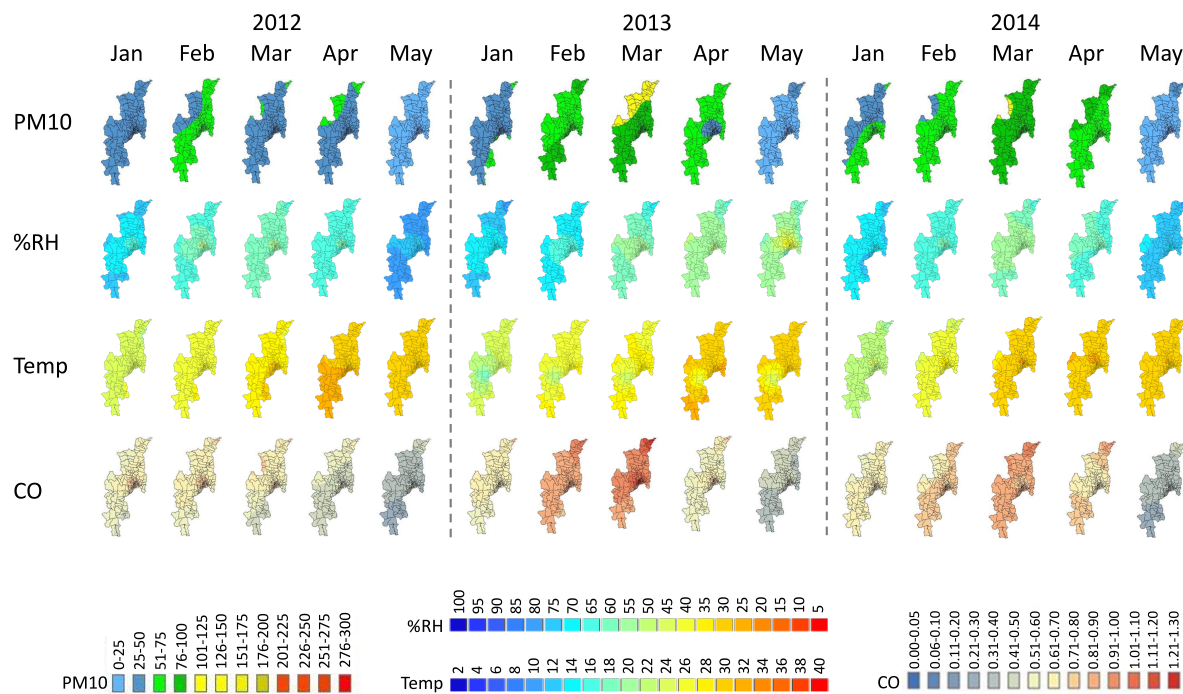 2012 2013 2014
Jan Feb Mar Apr May Jan Feb Mar Apr May Jan Feb Mar Apr May
PM10
%RH
Temp
CO
PM10 0-25 25-50 51-75 76-100 101-125 126-150 151-175 176-200 201-225 226-250 251-275 276-300
%RH 100 95 90 85 80 75 70 65 60 55 50 45 40 35 30 25 20 15 10 5
Temp 2 4 6 8 10 12 14 16 18 20 22 24 26 28 30 32 34 36 38 40
CO 0.00-0.05 0.06-0.10 0.11-0.20 0.21-0.30 0.31-0.40 0.41-0.50 0.51-0.60 0.61-0.70 0.71-0.80 0.81-0.90 0.91-1.00 1.01-1.10 1.11-1.20 1.21-1.30